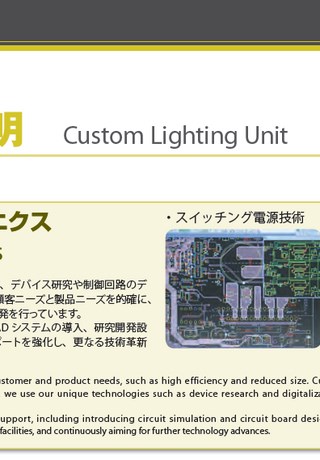 明 Custom Lighting Unit
ニクス
・スイッチング電源技術
、デバイス研究や制御回路のデ
顧客ニーズと製品ニーズを的確に、
発を行っています。
ADシステムの導入、研究開発設
ポートを強化し、更なる技術革新
ustomer and product needs, such as high efficiency and reduced size. Cu
we use our unique technologies such as device research and digitaliza
support, including introducing circuit simulation and circuit board desig
facilities, and continuously aiming for further technology advances.